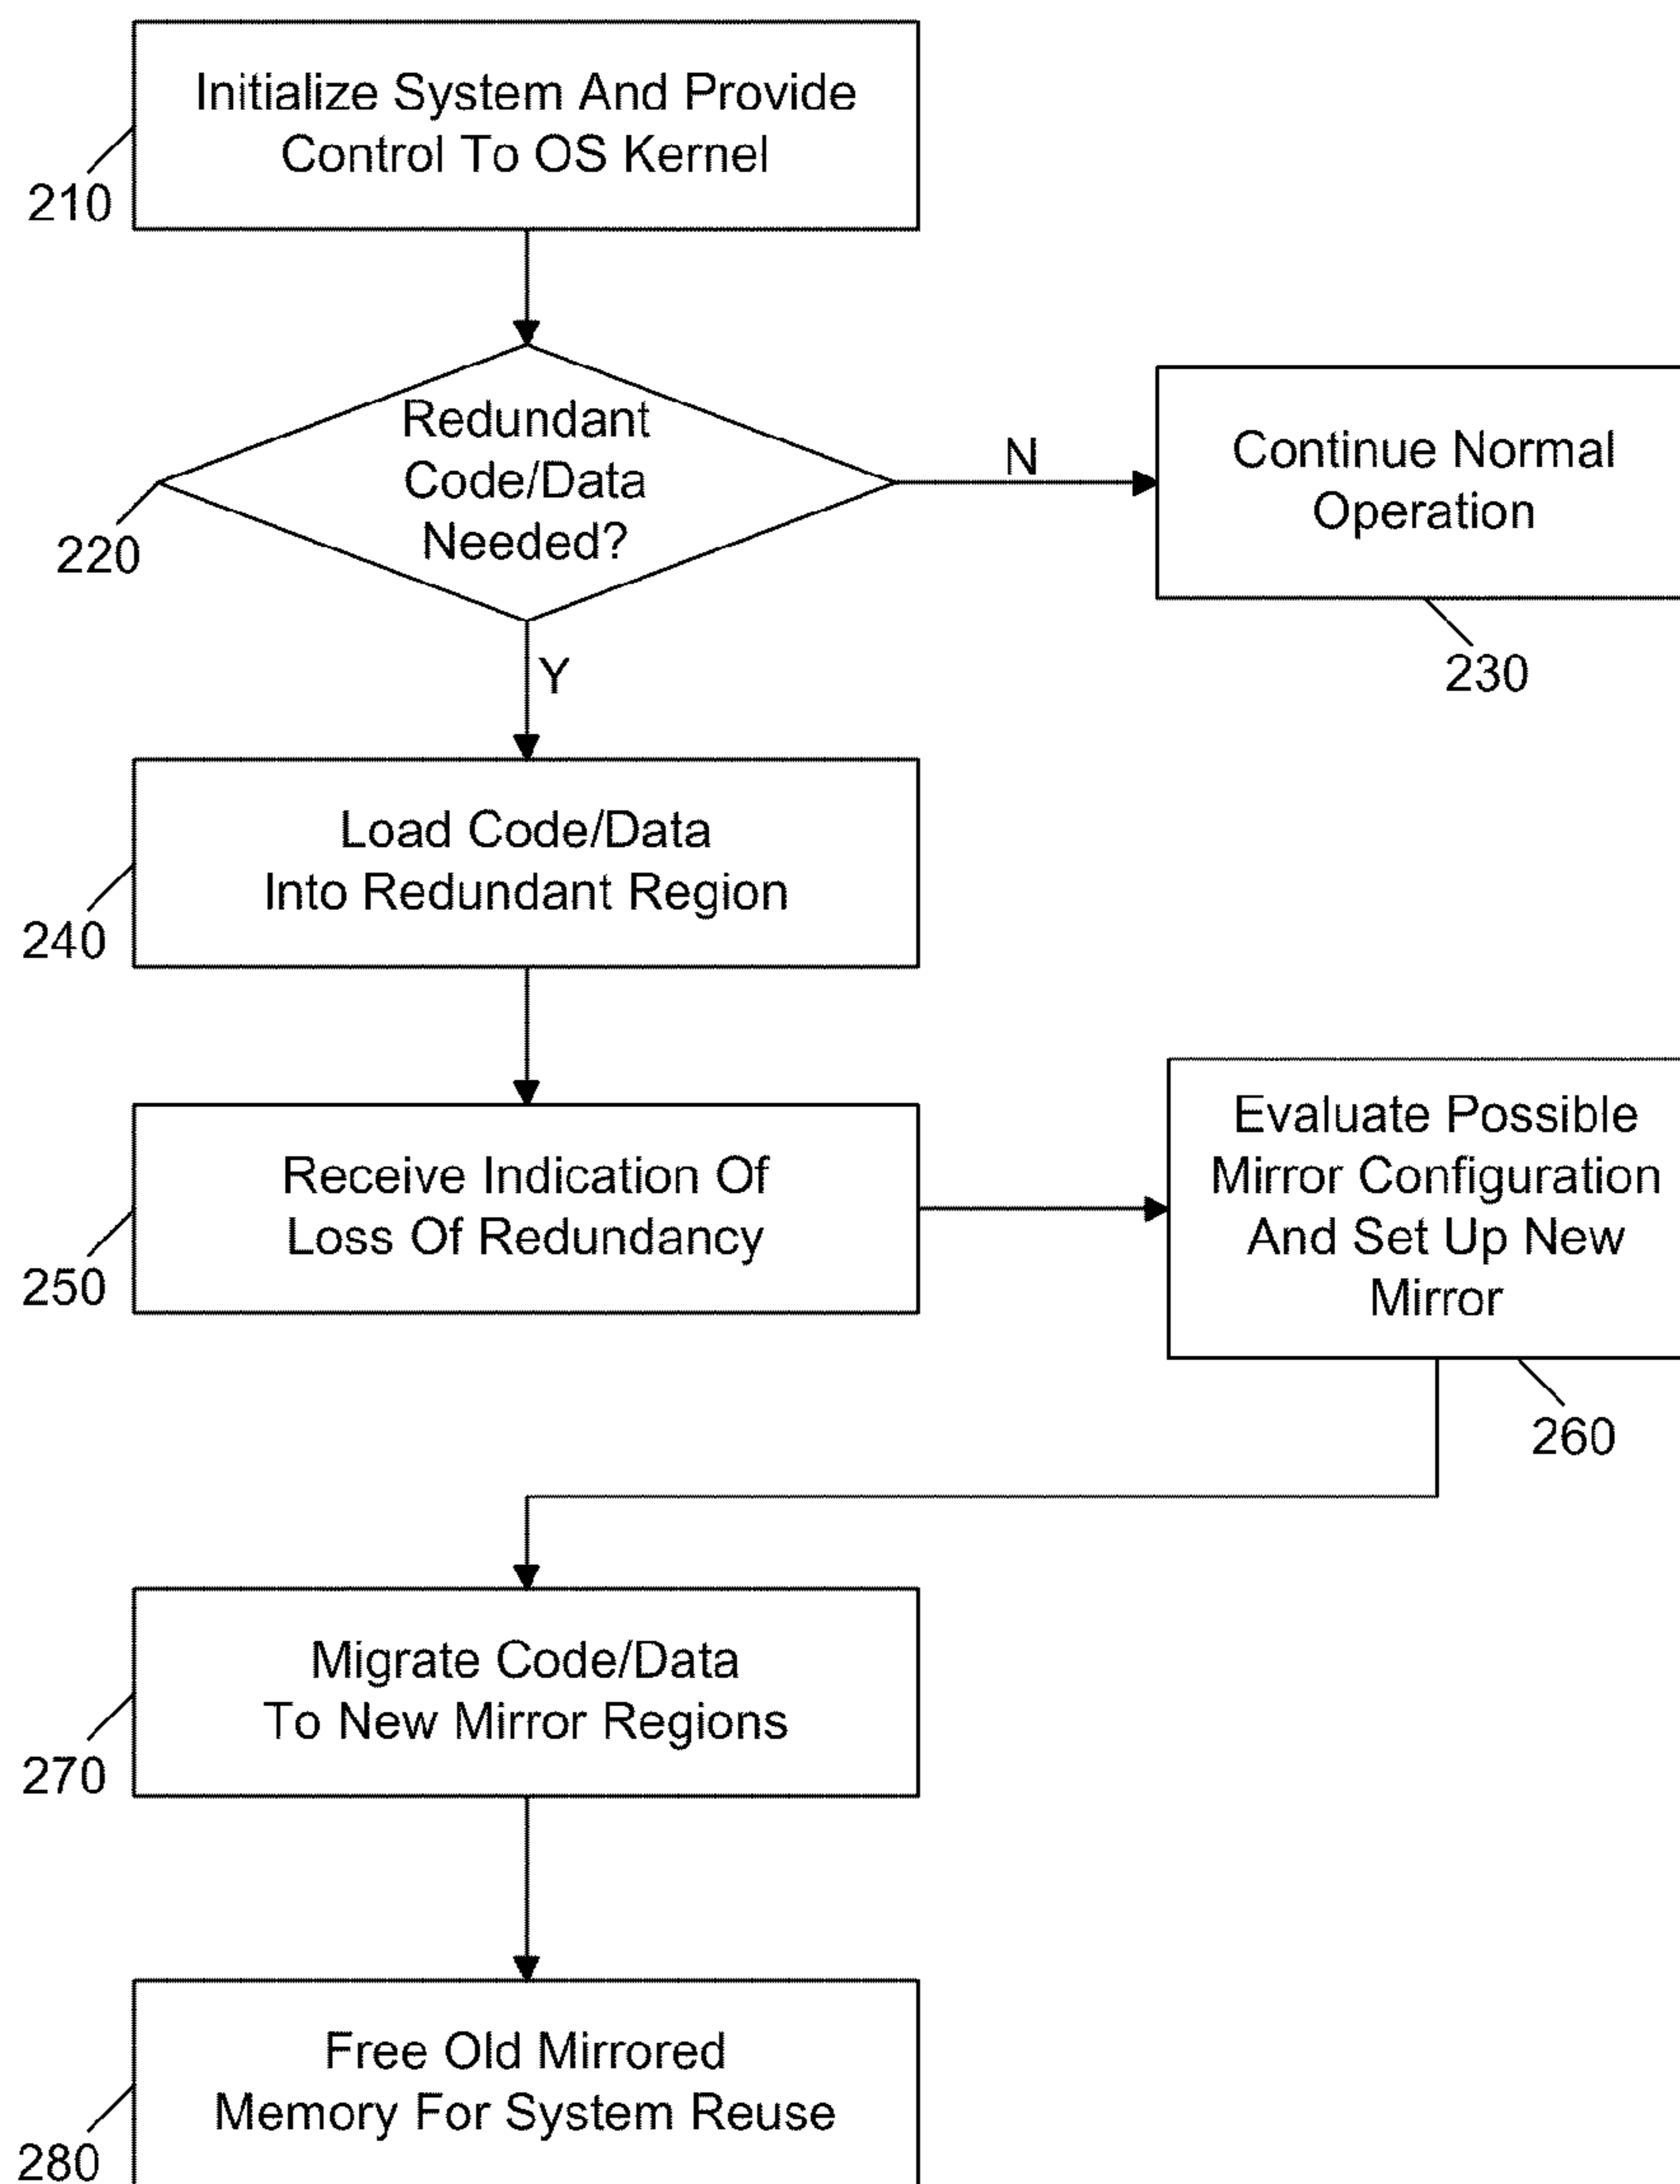 Initialize System And Provide
Control To OS Kernel
210
Redundant
Code/Data
Needed?
220
N
Continue Normal
Operation
230
Y
Load Code/Data
Into Redundant Region
240
Receive Indication Of
Loss Of Redundancy
250
Evaluate Possible
Mirror Configuration
And Set Up New
Mirror
260
Migrate Code/Data
To New Mirror Regions
270
Free Old Mirrored
Memory For System Reuse
280